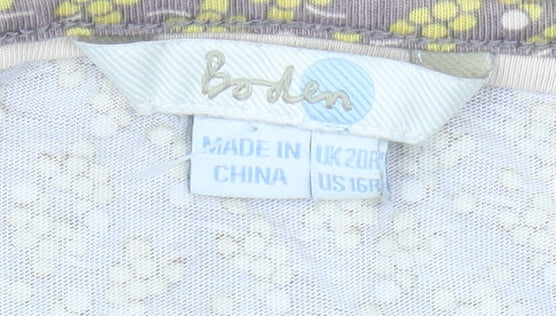 Boden
MADE IN
CHINA
UK 20R
US 16R